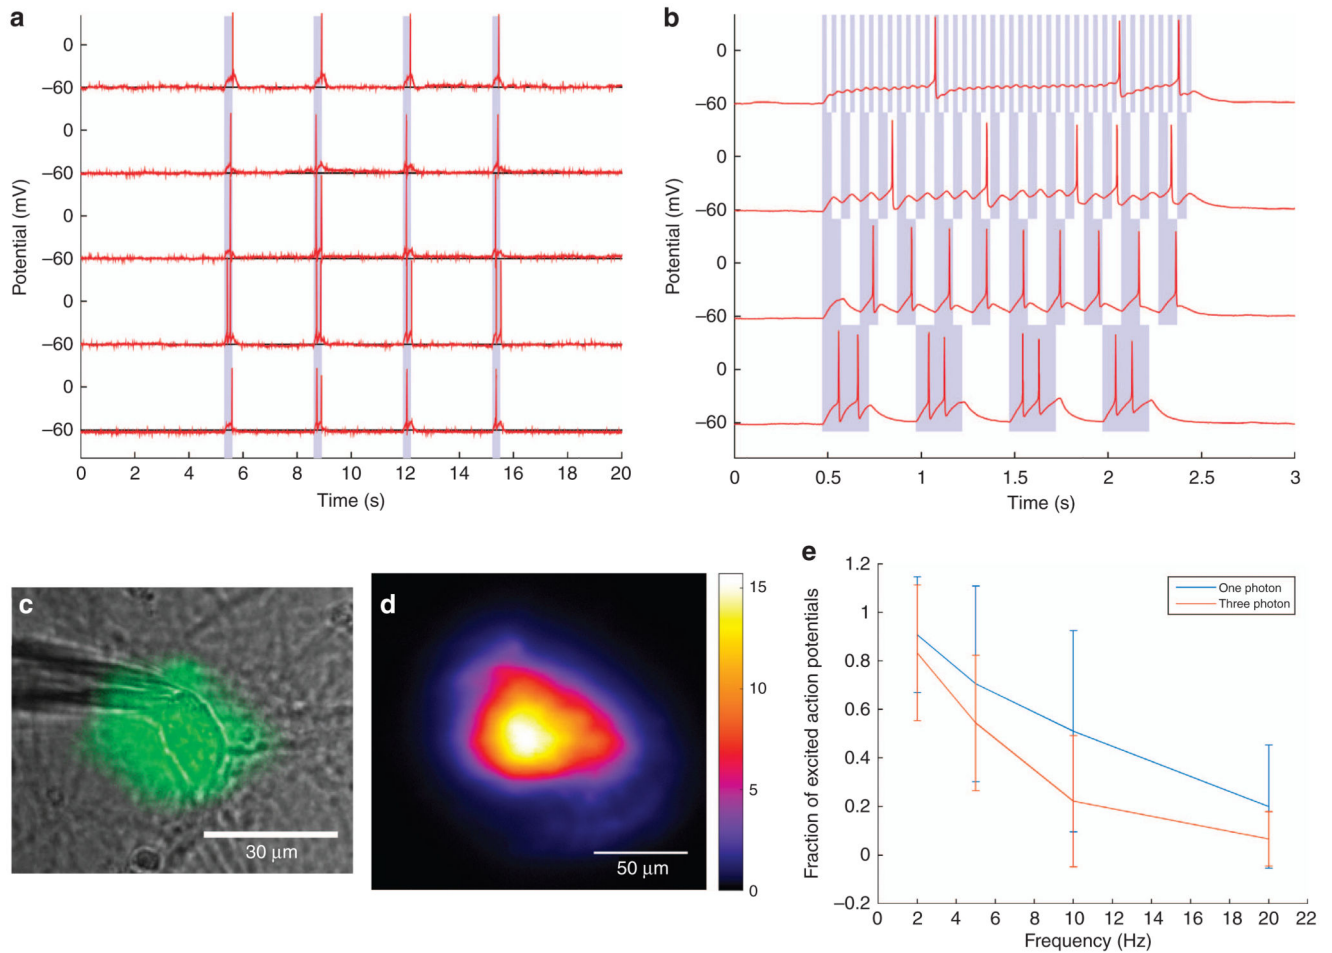 a
0
−60
0
−60
0
−60
0
−60
0
−60
Potential (mV)
0 2 4 6 8 10 12 14 16 18 20
Time (s)
b
0
−60
0
−60
0
−60
0
−60
Potential (mV)
0 0.5 1 1.5 2 2.5 3
Time (s)
c
30 μm
d
50 μm
15
10
5
0
e
1.2
1
0.8
0.6
0.4
0.2
0
−0.2
Fraction of excited action potentials
One photon
Three photon
0 2 4 6 8 10 12 14 16 18 20 22
Frequency (Hz)